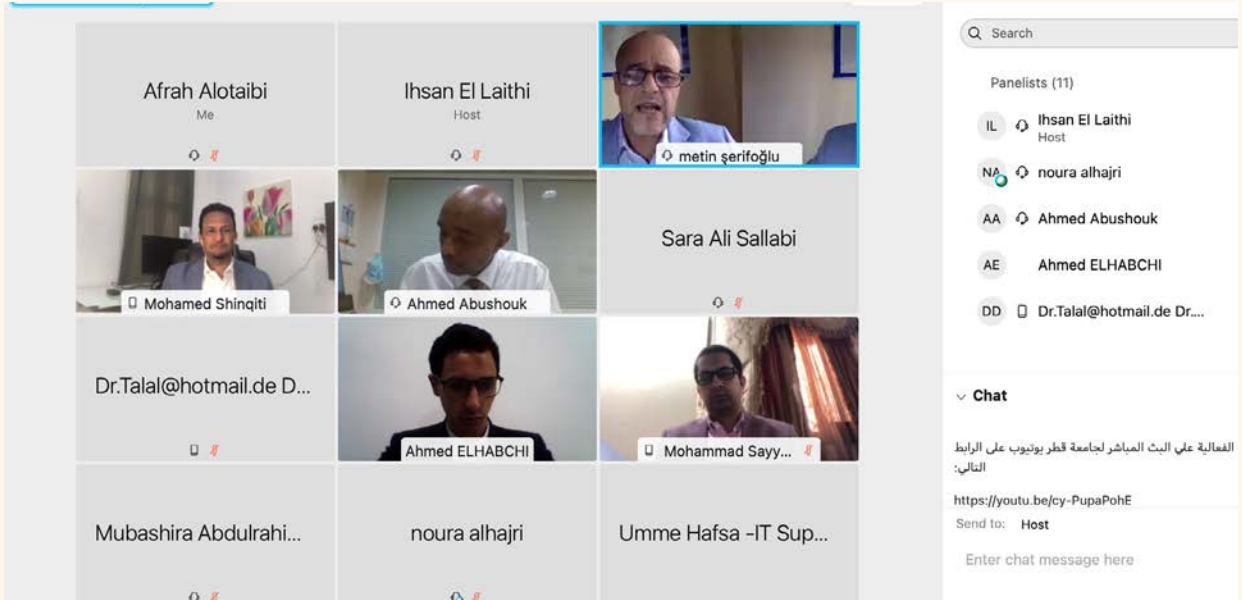 Afrah Alotaibi
Me
Ihsan El Laithi
Host
metin şerifoğlu
Mohamed Shinqiti
Ahmed Abushouk
Sara Ali Sallabi
Dr.Talal@hotmail.de D...
Ahmed ELHABCHI
Mohammad Sayy...
Mubashira Abdulrahi...
noura alhajri
Umme Hafsa -IT Sup...
Search
Panelists (11)
IL Ihsan El Laithi
Host
NA noura alhajri
AA Ahmed Abushouk
AE Ahmed ELHABCHI
DD Dr.Talal@hotmail.de Dr....
Chat
الفعالية علي البث المباشر لجامعة قطر يوتيوب على الرابط
التالي:
https://youtu.be/cy-PupaPohE
Send to: Host
Enter chat message here